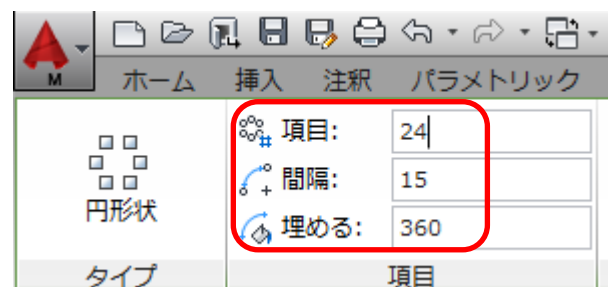 M
ホーム 挿入 注釈 パラメトリック
項目: 24
間隔: 15
埋める: 360
円形状
タイプ 項目